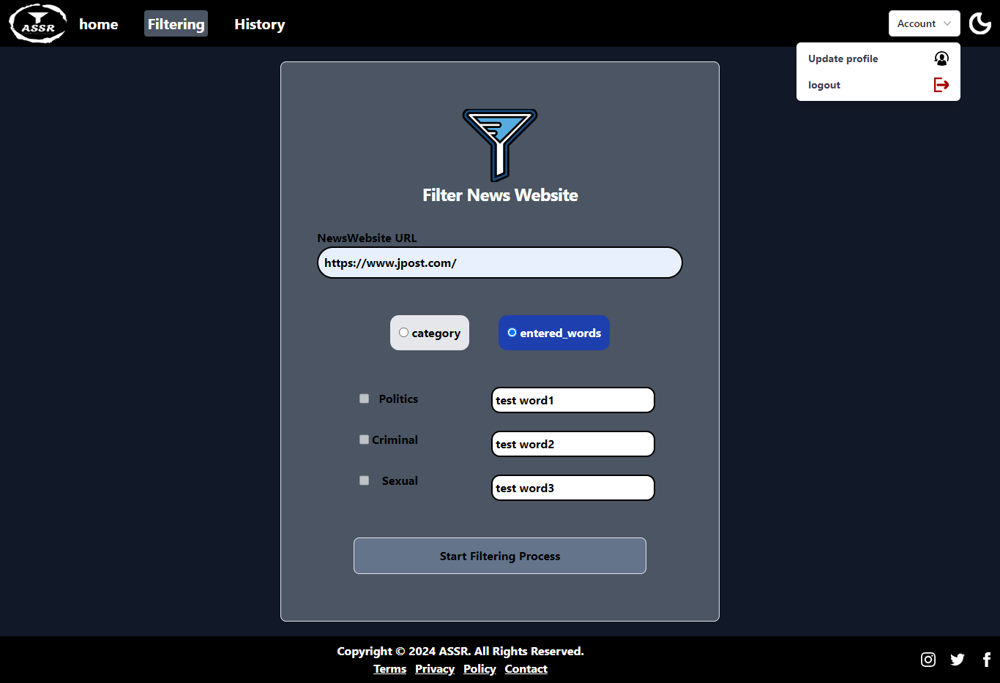 ASSR
home
Filtering
History
Account
Update profile
logout
Filter News Website
NewsWebsite URL
https://www.jpost.com/
category
entered_words
Politics
test word1
Criminal
test word2
Sexual
test word3
Start Filtering Process
Copyright © 2024 ASSR. All Rights Reserved.
Terms Privacy Policy Contact